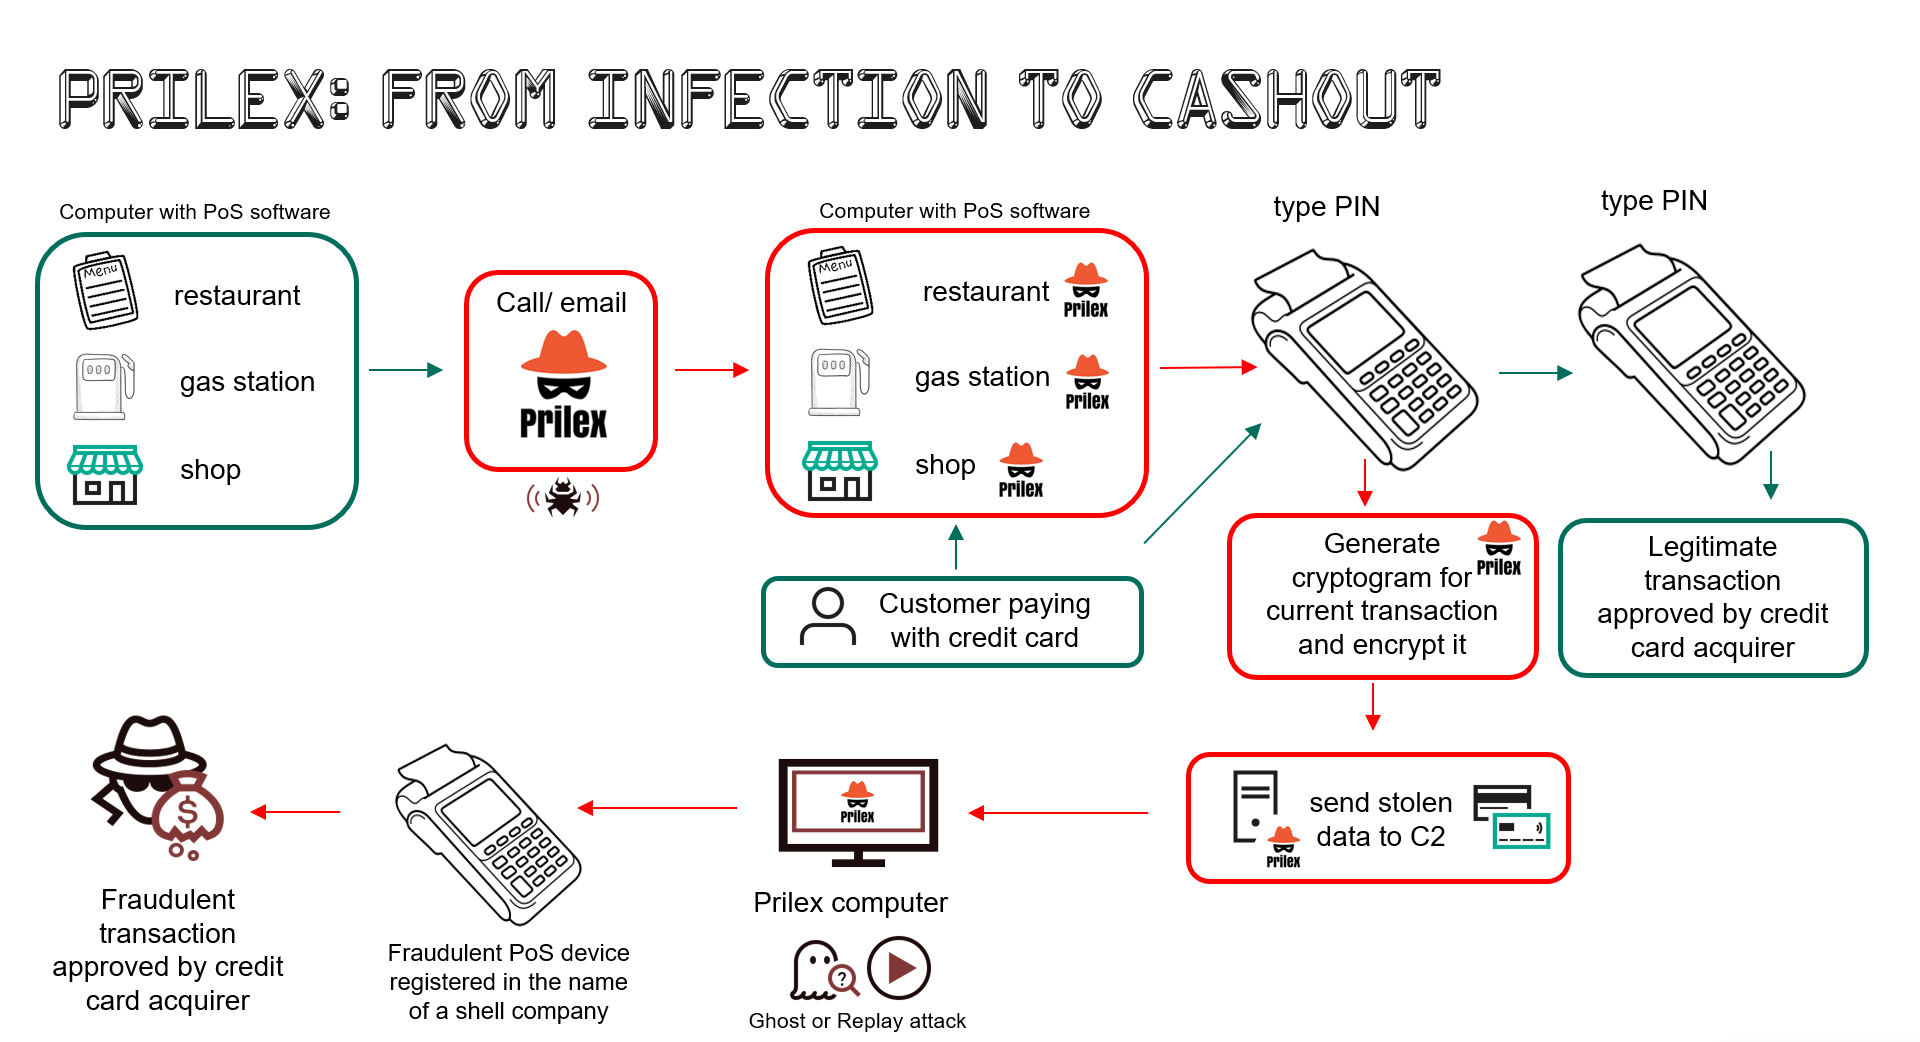 PRILEX: FROM INFECTION TO CASHOUT
Computer with PoS software
Menu
restaurant
gas station
shop
Call/ email
Prilex
Computer with PoS software
Menu
restaurant
Prilex
gas station
Prilex
shop
Prilex
Customer paying
with credit card
type PIN
type PIN
Generate
cryptogram for
current transaction
and encrypt it
Prilex
Legitimate
transaction
approved by credit
card acquirer
send stolen
data to C2
Prilex
Prilex
Prilex computer
?
Ghost or Replay attack
Fraudulent PoS device
registered in the name
of a shell company
$
Fraudulent
transaction
approved by credit
card acquirer